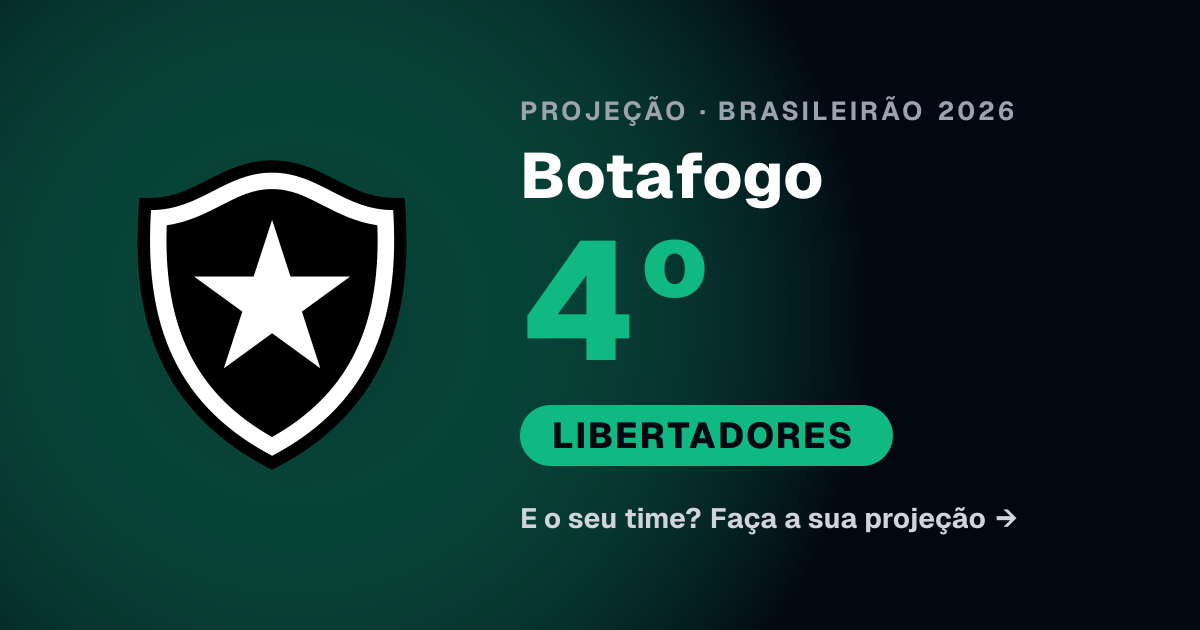 PROJEÇÃO · BRASILEIRÃO 2026
Botafogo
4º
LIBERTADORES
E o seu time? Faça a sua projeção →